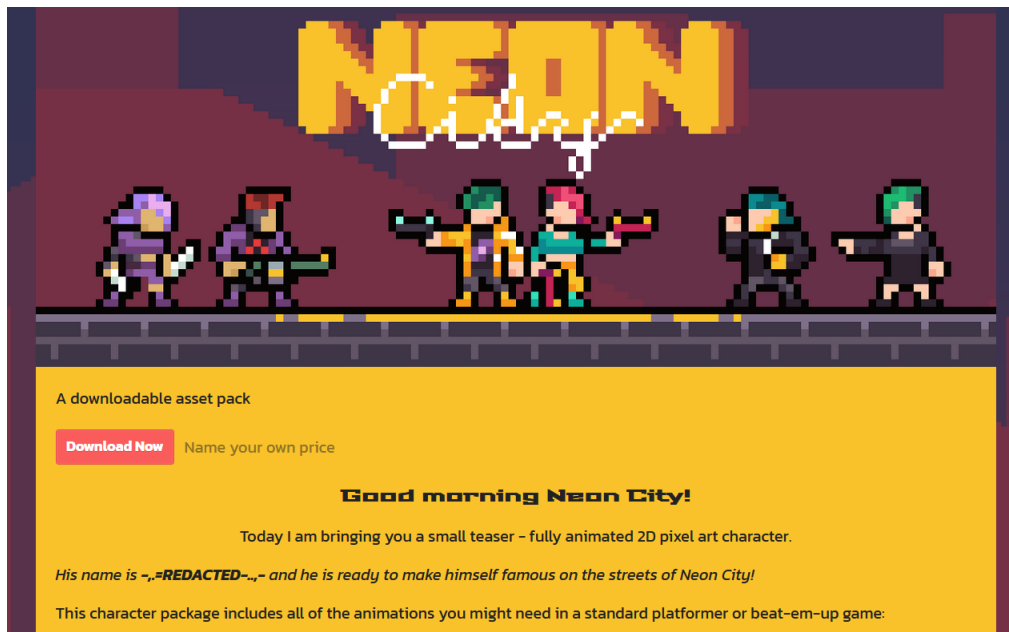 NEON
City
A downloadable asset pack
Download Now Name your own price
Good morning Neon City!
Today I am bringing you a small teaser - fully animated 2D pixel art character.
His name is -,.=REDACTED-..,- and he is ready to make himself famous on the streets of Neon City!
This character package includes all of the animations you might need in a standard platformer or beat-em-up game: